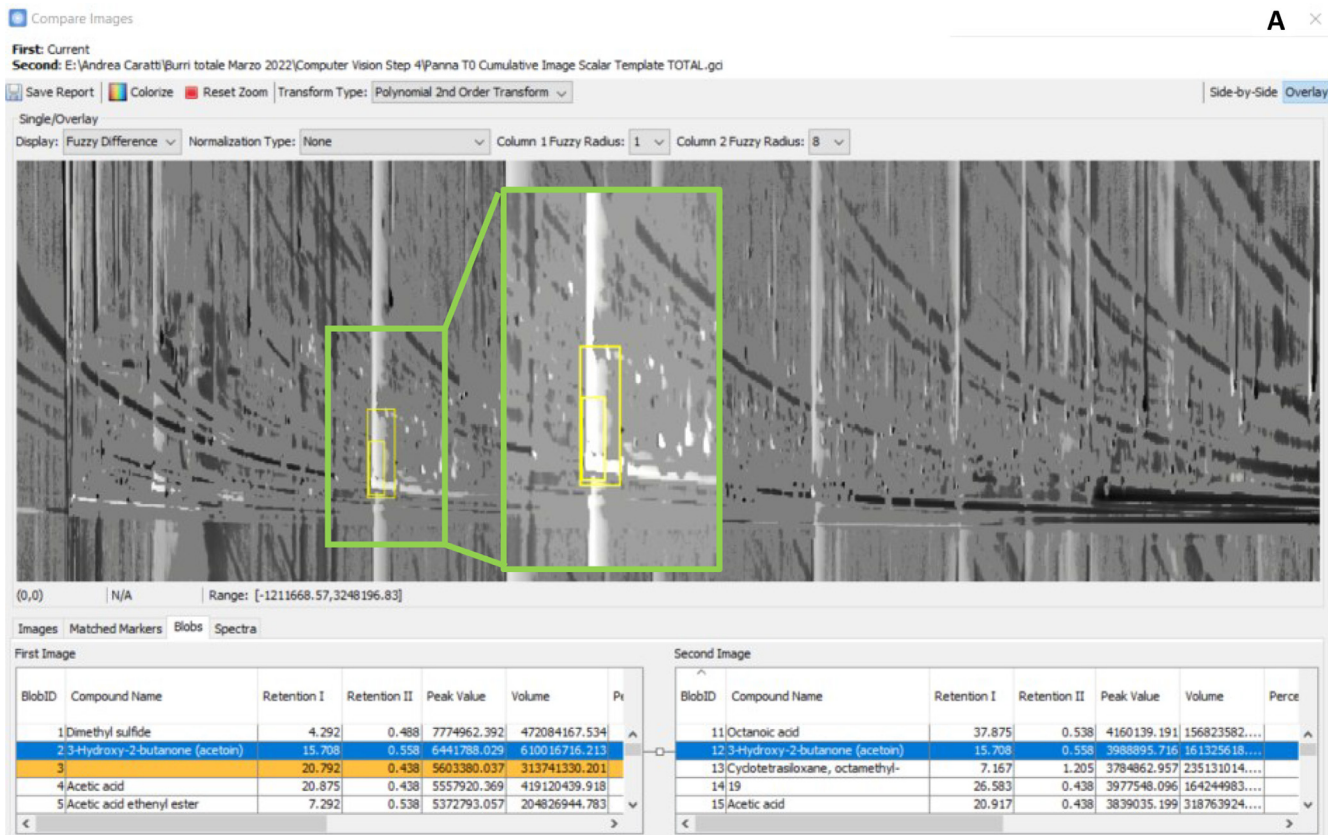 Compare Images
A
First: Current
Second: E:\Andrea Caratti\Burri totale Marzo 2022\Computer Vision Step 4\Panna T0 Cumulative Image Scalar Template TOTAL.gci
Save Report Colorize Reset Zoom Transform Type: Polynomial 2nd Order Transform Side-by-Side Overlay
Single/Overlay
Display: Fuzzy Difference Normalization Type: None Column 1 Fuzzy Radius: 1 Column 2 Fuzzy Radius: 8
(0,0) N/A Range: [-1211668.57,3248196.83]
Images Matched Markers Blobs Spectra
First Image
BlobID Compound Name Retention I Retention II Peak Value Volume Pe
1 Dimethyl sulfide 4.292 0.488 7774962.392 472084167.534
2 3-Hydroxy-2-butanone (acetoin) 15.708 0.558 6441788.029 610016716.213
3 20.792 0.438 5603380.037 313741330.201
4 Acetic acid 20.875 0.438 5557920.369 419120439.918
5 Acetic acid ethenyl ester 7.292 0.538 5372793.057 204826944.783
Second Image
BlobID Compound Name Retention I Retention II Peak Value Volume Perce
11 Octanoic acid 37.875 0.538 4160139.191 156823582....
12 3-Hydroxy-2-butanone (acetoin) 15.708 0.558 3988895.716 161325618....
13 Cyclotetrasiloxane, octamethyl- 7.167 1.205 3784862.957 235131014....
14 19 26.583 0.438 3977548.096 164244983....
15 Acetic acid 20.917 0.438 3839035.199 318763924....